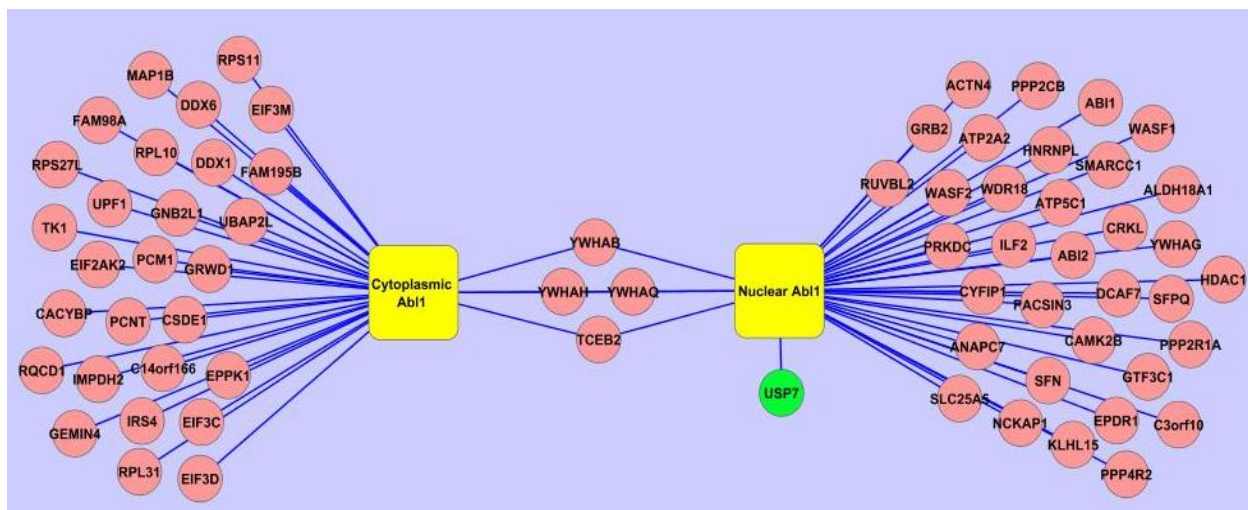 RPS11
MAP1B
DDX6
EIF3M
FAM98A
RPL10
DDX1
FAM195B
RPS27L
UPF1
GNB2L1
UBAP2L
TK1
EIF2AK2
PCM1
GRWD1
CACYBP
PCNT
CSDE1
RQCD1
IMPDH2
C14orf166
EPPK1
GEMIN4
IRS4
EIF3C
RPL31
EIF3D
Cytoplasmic
Abl1
YWHAB
YWHAH
YWHAQ
TCEB2
Nuclear Abl1
USP7
ACTN4
PPP2CB
ABI1
GRB2
ATP2A2
WASF1
HNRNPL
SMARCC1
RUVBL2
WASF2
WDR18
ALDH18A1
ATP5C1
CRKL
PRKDC
ILF2
ABI2
YWHAG
HDAC1
CYFIP1
PACSIN3
DCAF7
SFPQ
CAMK2B
PPP2R1A
ANAPC7
GTF3C1
SFN
SLC25A5
NCKAP1
EPDR1
C3orf10
KLHL15
PPP4R2